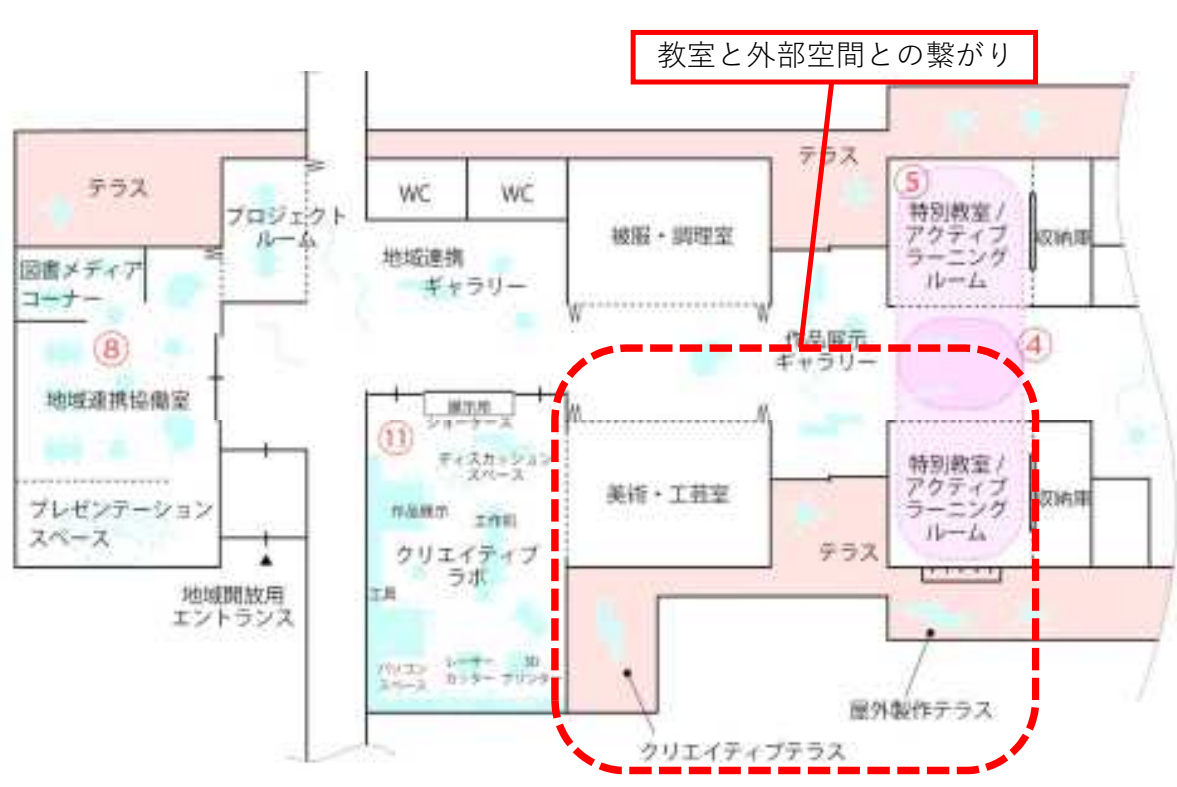 教室と外部空間との繋がり
テラス
テラス
⑤
WC
WC
特別教室 /
アクティブ
ラーニング
ルーム
収納庫
プロジェクト
ルーム
被服・調理室
図書メディア
コーナー
地域連携
ギャラリー
⑧
作品展示
ギャラリー
④
地域連携協働室
展示用
ショーケース
⑪
ディスカッション
スペース
美術・工芸室
特別教室 /
アクティブ
ラーニング
ルーム
収納庫
プレゼンテーション
スペース
作品展示
クリエイティブ
ラボ
テラス
地域開放用
エントランス
工具
パソコン
スペース
レーザー
カッター
3D
プリンター
屋外製作テラス
クリエイティブテラス